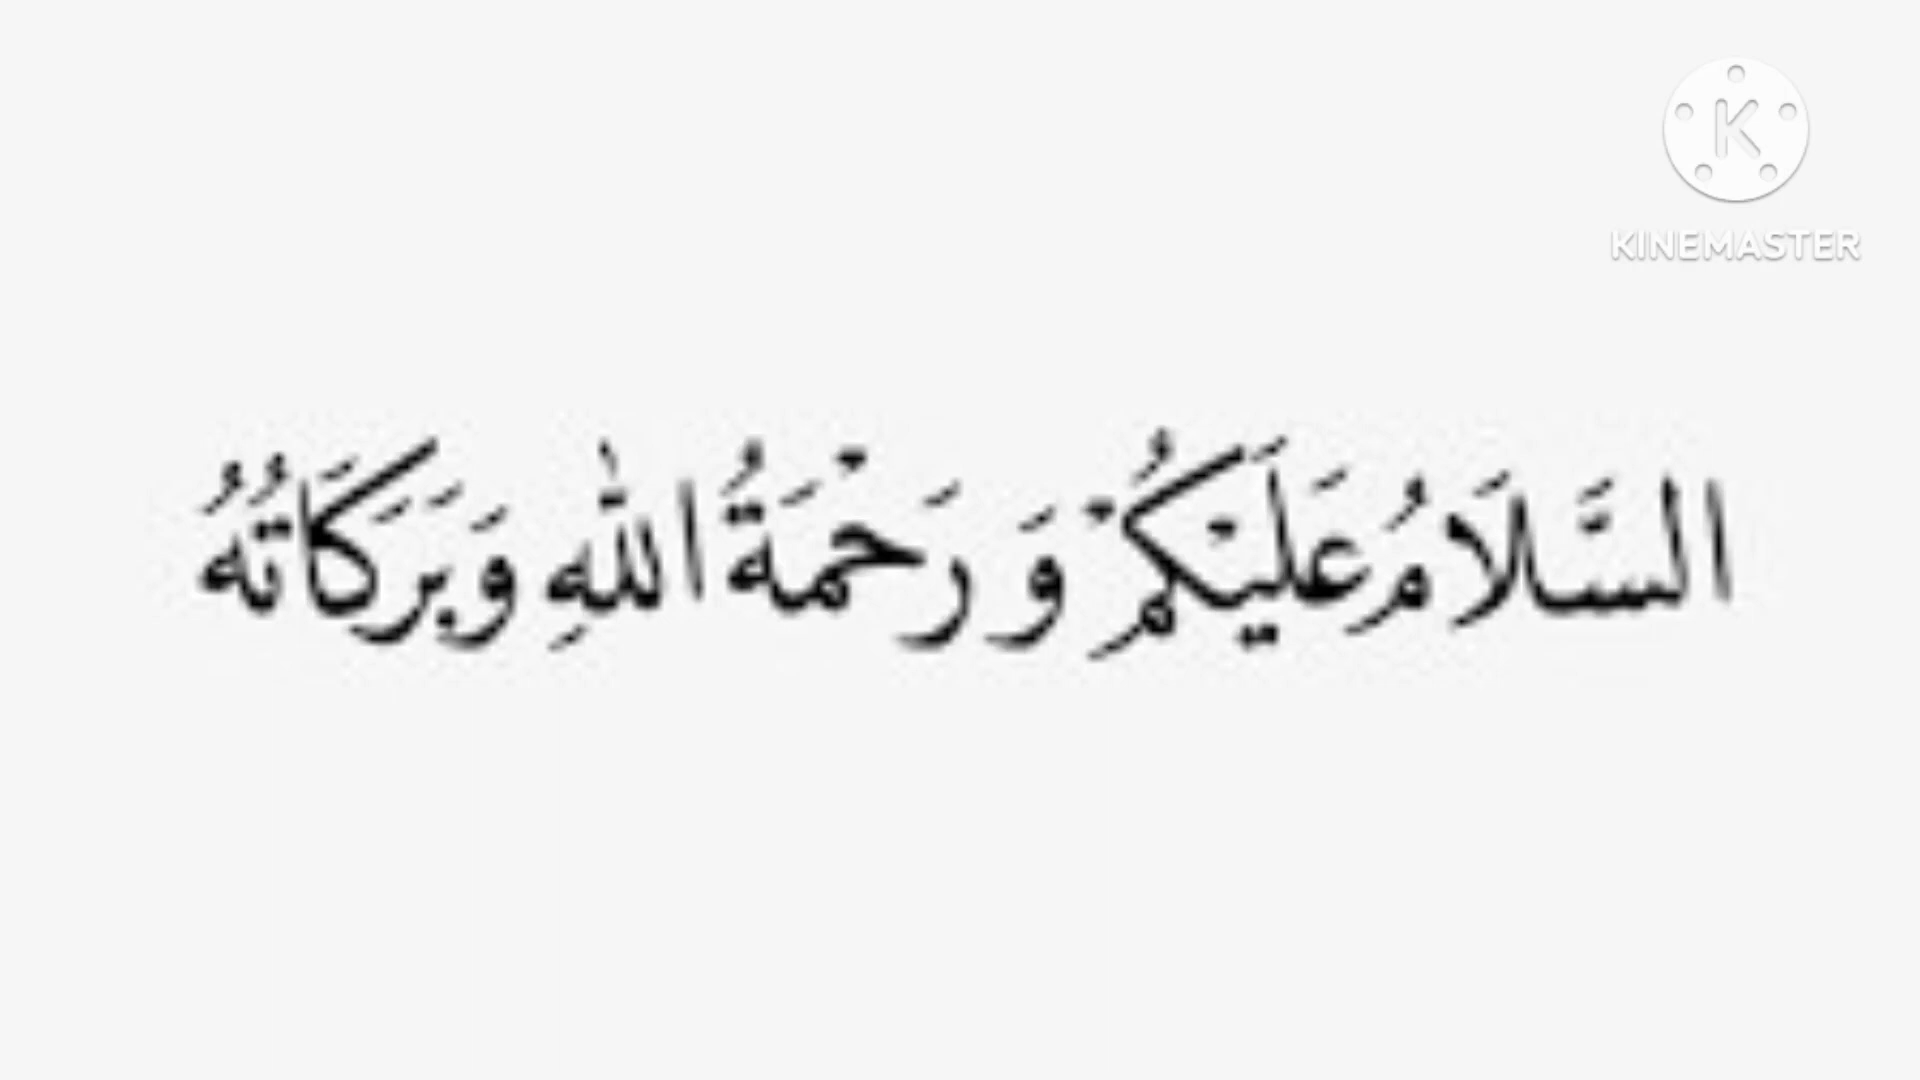 K
KINEMASTER
السَّلَامُ عَلَيْكُمْ وَ رَحْمَةُ اللهِ وَبَرَكَاتُهُ